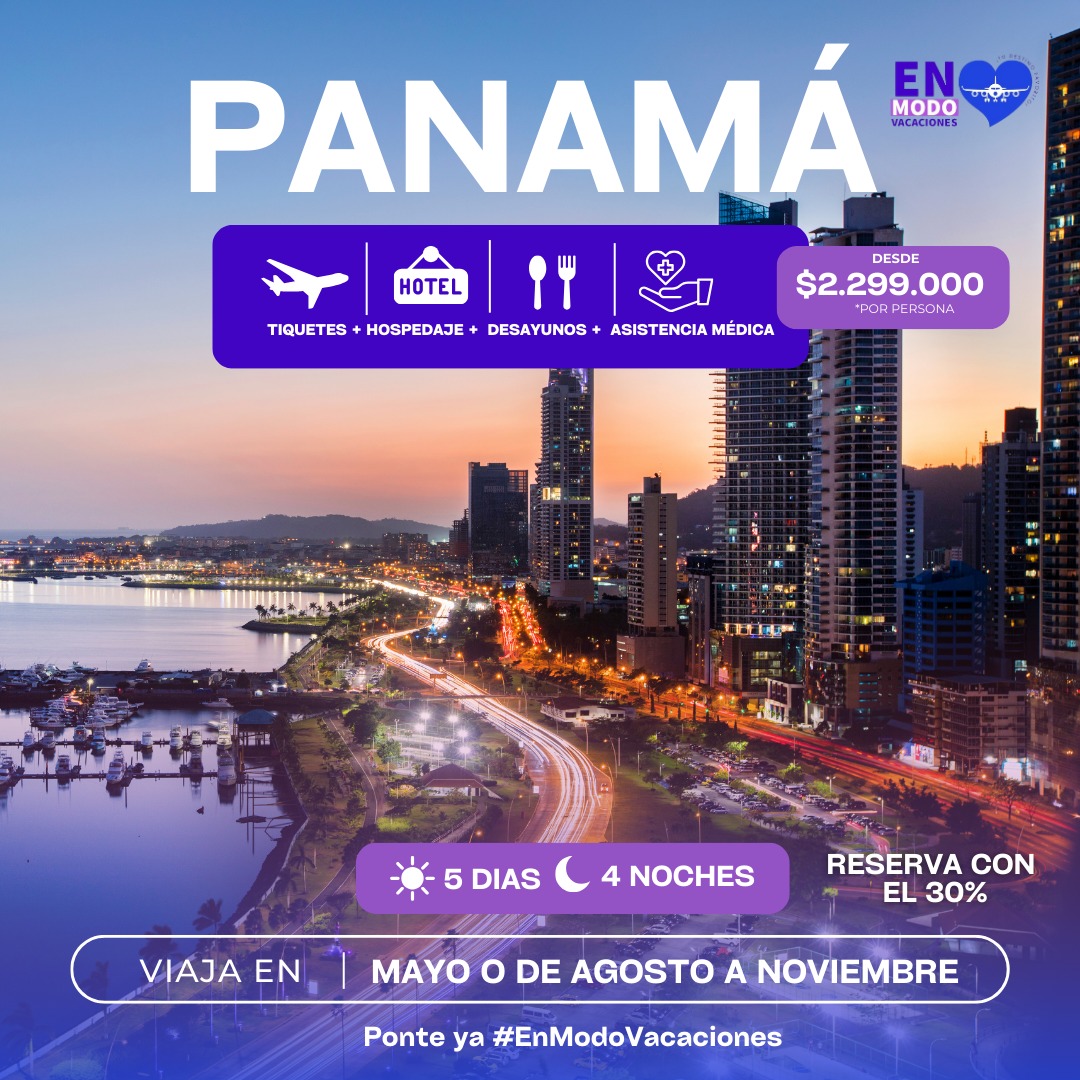 PANAMÁ
EN
MODO
VACACIONES
HOTEL
TIQUETES + HOSPEDAJE + DESAYUNOS + ASISTENCIA MÉDICA
DESDE
$2.299.000
*POR PERSONA
5 DIAS 4 NOCHES
RESERVA CON
EL 30%
VIAJA EN | MAYO O DE AGOSTO A NOVIEMBRE
Ponte ya #EnModoVacaciones